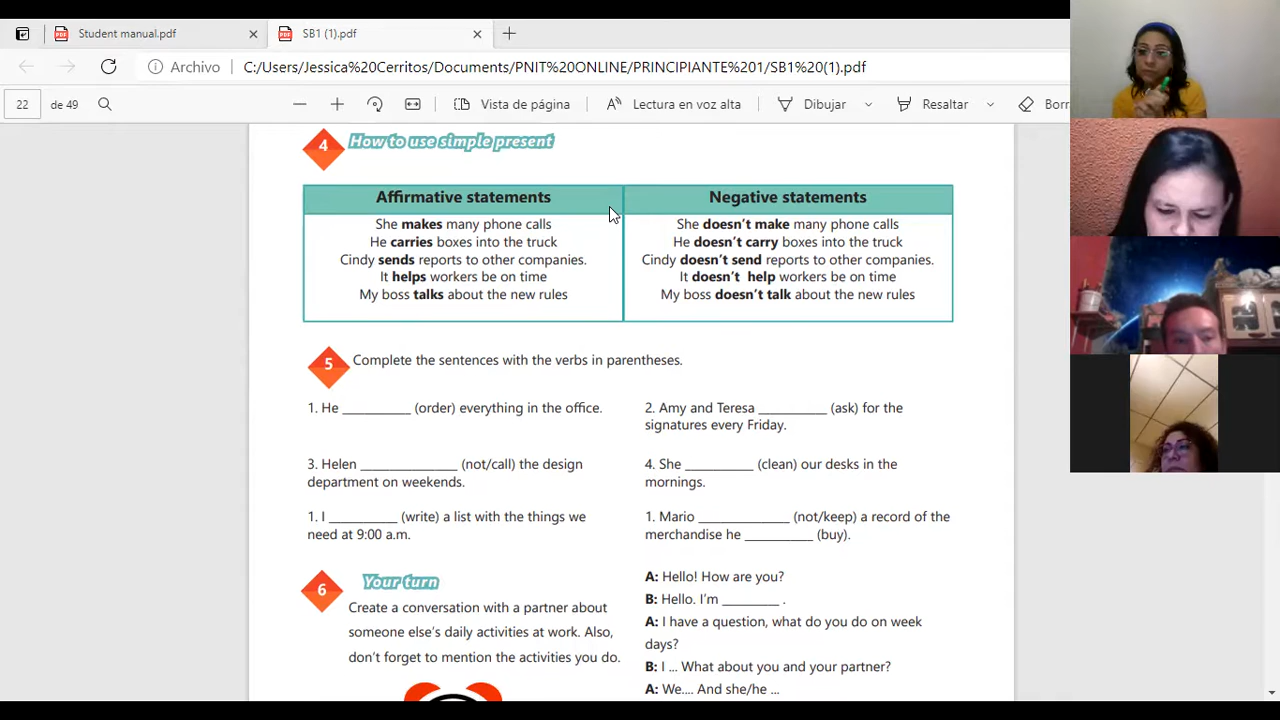 Student manual.pdf
SB1 (1).pdf
Archivo
C:/Users/Jessica%20Cerritos/Documents/PNIT%20ONLINE/PRINCIPIANTE%201/SB1%20(1).pdf
22
de 49
Vista de página
Lectura en voz alta
Dibujar
Resaltar
Borr
4
How to use simple present
Affirmative statements
She makes many phone calls
He carries boxes into the truck
Cindy sends reports to other companies.
It helps workers be on time
My boss talks about the new rules
Negative statements
She doesn't make many phone calls
He doesn't carry boxes into the truck
Cindy doesn't send reports to other companies.
It doesn't help workers be on time
My boss doesn't talk about the new rules
5
Complete the sentences with the verbs in parentheses.
1. He __________ (order) everything in the office.
2. Amy and Teresa __________ (ask) for the
signatures every Friday.
3. Helen ______________ (not/call) the design
department on weekends.
4. She __________ (clean) our desks in the
mornings.
1. I __________ (write) a list with the things we
need at 9:00 a.m.
1. Mario _____________ (not/keep) a record of the
merchandise he __________ (buy).
6
Your turn
Create a conversation with a partner about
someone else's daily activities at work. Also,
don't forget to mention the activities you do.
A: Hello! How are you?
B: Hello. I'm ________ .
A: I have a question, what do you do on week
days?
B: I ... What about you and your partner?
A: We.... And she/he ...